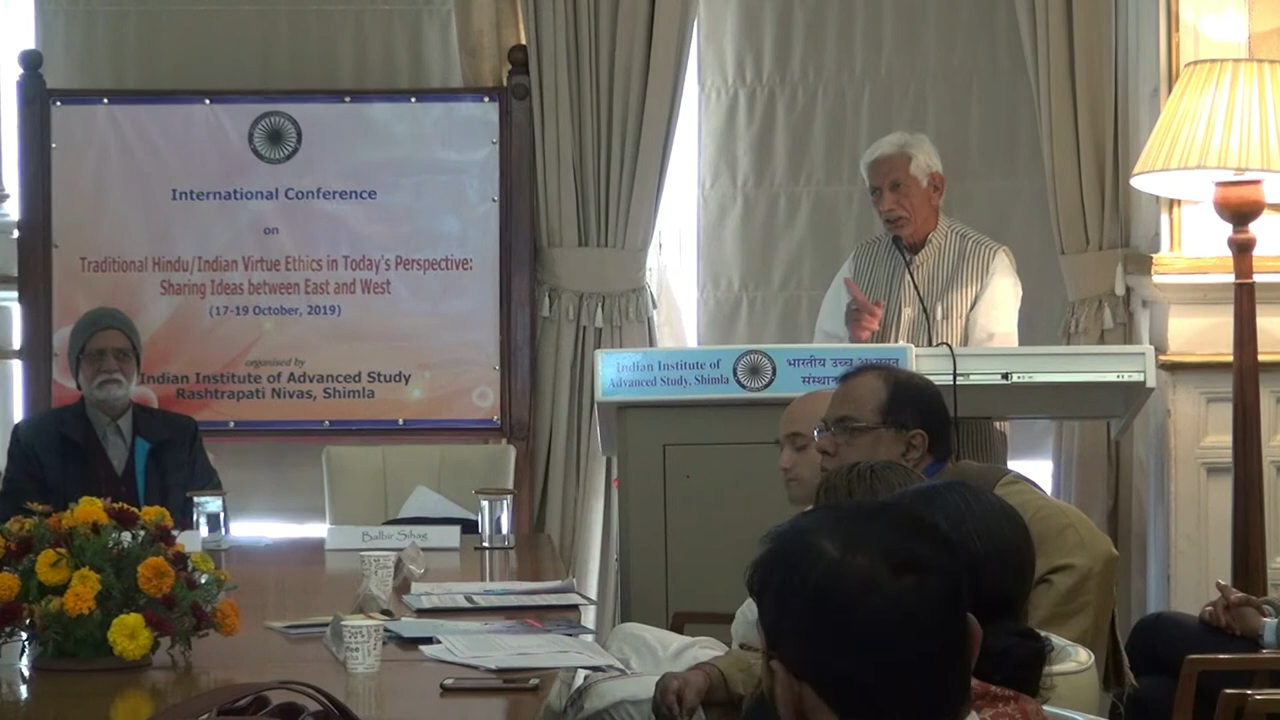 International Conference
on
Traditional Hindu/Indian Virtue Ethics in Today's Perspective:
Sharing Ideas between East and West
(17-19 October, 2019)
organised by
Indian Institute of Advanced Study
Rashtrapati Nivas, Shimla
Indian Institute of
Advanced Study, Shimla
भारतीय उच्च अध्ययन
संस्थान
Balbir Sihag